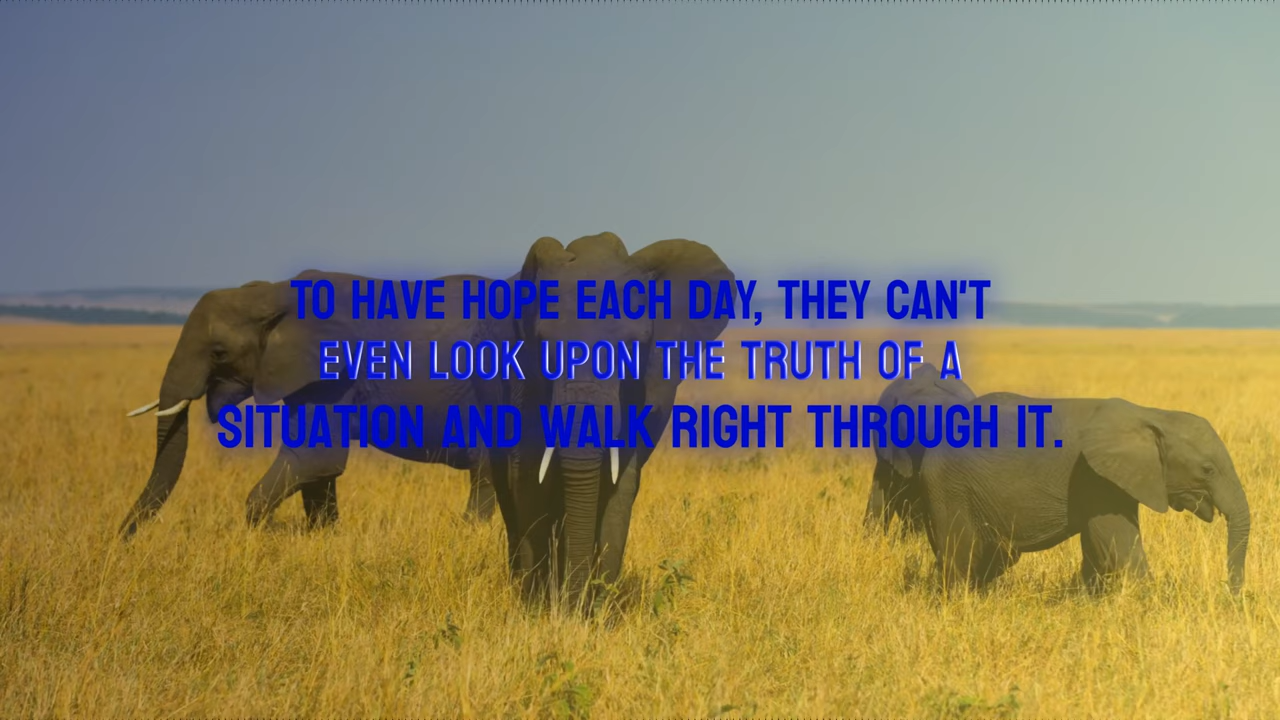 TO HAVE HOPE EACH DAY, THEY CAN'T
EVEN LOOK UPON THE TRUTH OF A
SITUATION AND WALK RIGHT THROUGH IT.